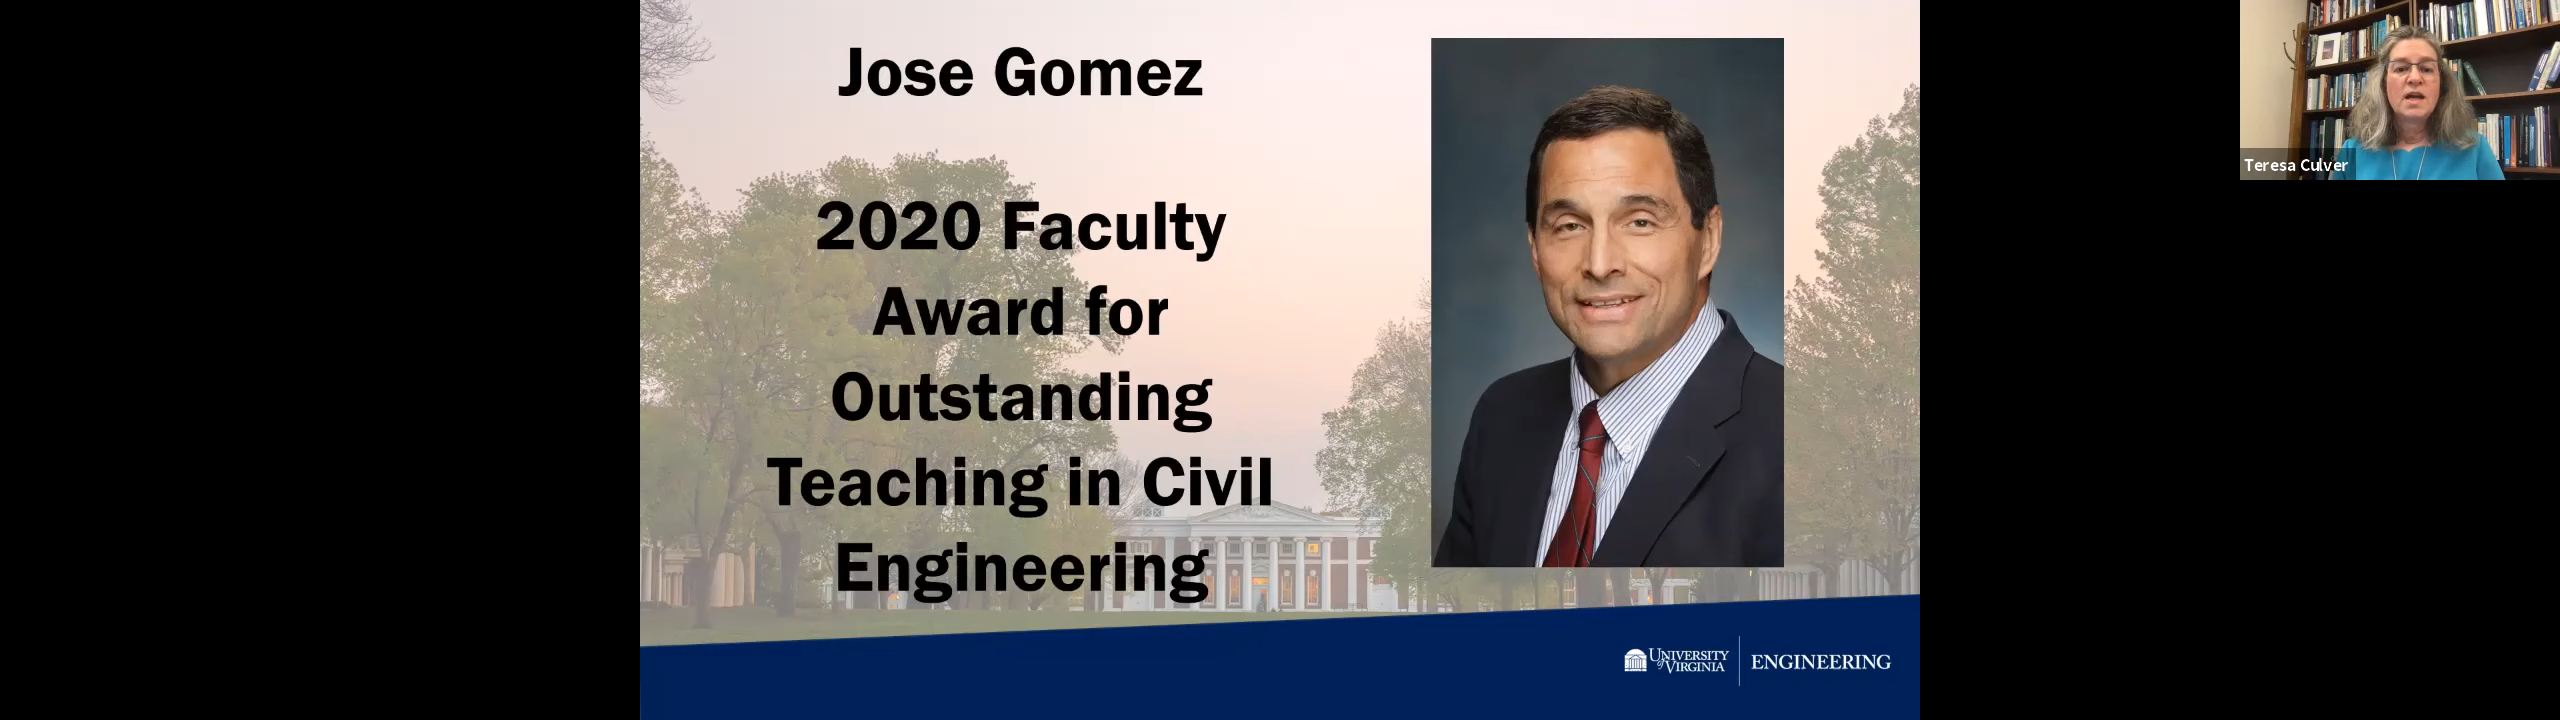 Jose Gomez
2020 Faculty
Award for
Outstanding
Teaching in Civil
Engineering
UNIVERSITY
of VIRGINIA
ENGINEERING
Teresa Culver